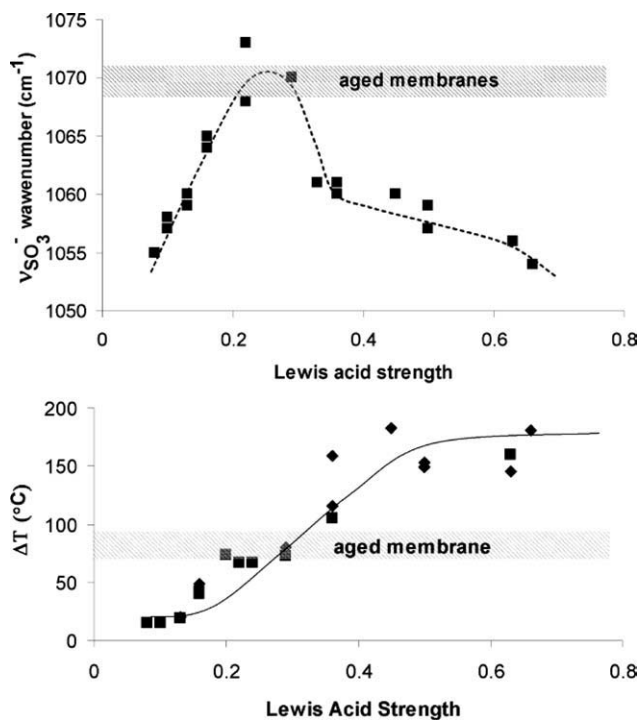 1075
1070
aged membranes
1065
1060
1055
1050
νSO₃⁻ wawenumber (cm⁻¹)
0 0.2 0.4 0.6 0.8
Lewis acid strength
200
150
100
aged membrane
50
0
ΔT (°C)
0 0.2 0.4 0.6 0.8
Lewis Acid Strength